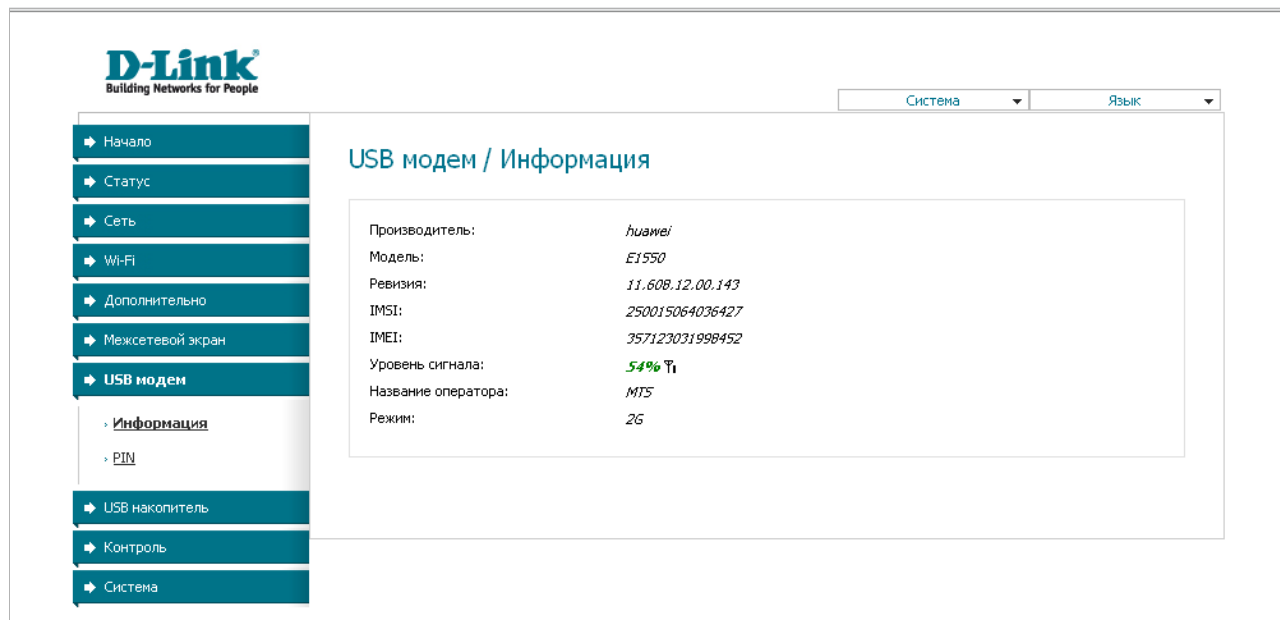 D-Link
Building Networks for People
Система
Язык
Начало
Статус
Сеть
Wi-Fi
Дополнительно
Межсетевой экран
USB модем
Информация
PIN
USB накопитель
Контроль
Система
USB модем / Информация
Производитель: huawei
Модель: E1550
Ревизия: 11.608.12.00.143
IMSI: 250015064036427
IMEI: 357123031998452
Уровень сигнала: 54%
Название оператора: MTS
Режим: 2G